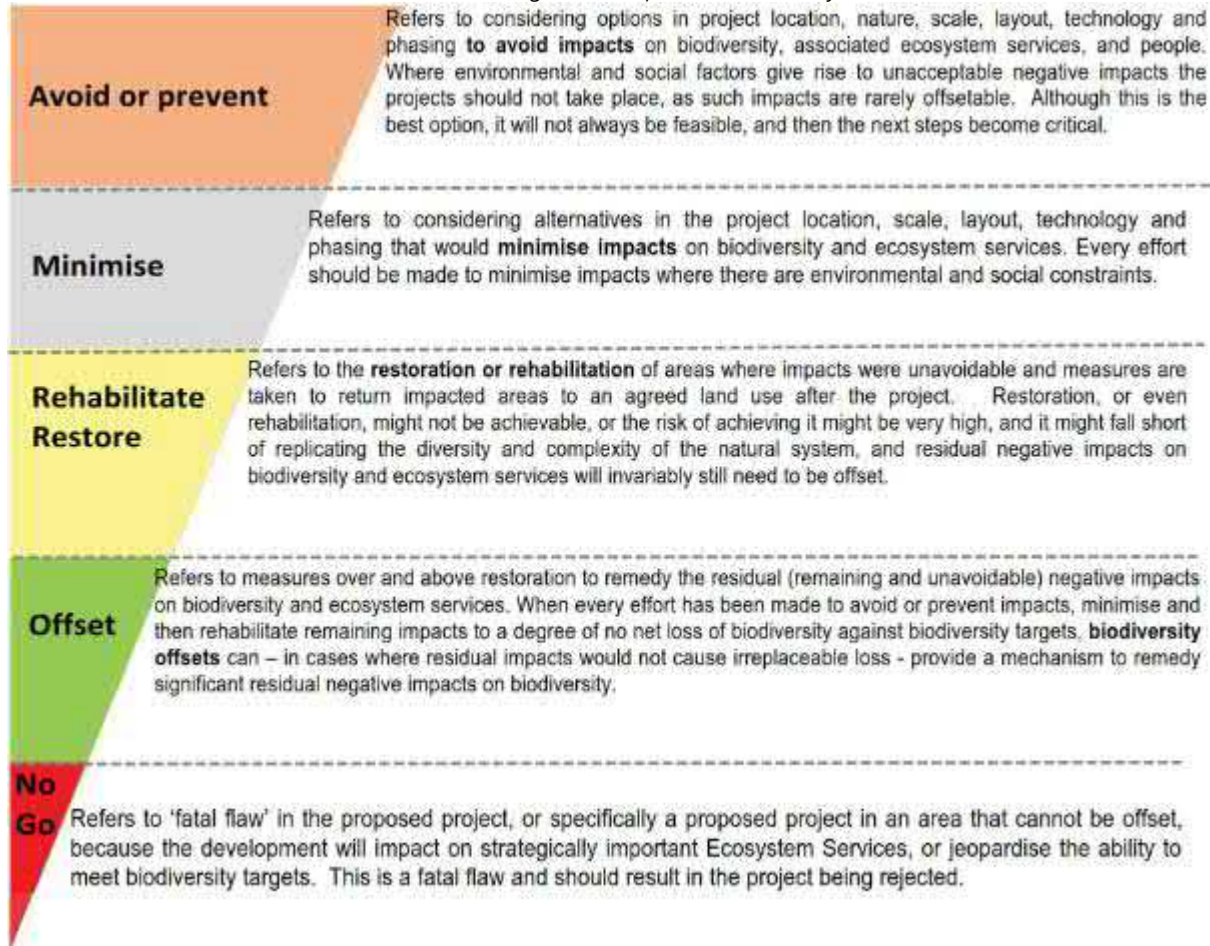 Refers to considering options in project location, nature, scale, layout, technology and
phasing to avoid impacts on biodiversity, associated ecosystem services, and people.
Where environmental and social factors give rise to unacceptable negative impacts the
projects should not take place, as such impacts are rarely offsetable. Although this is the
best option, it will not always be feasible, and then the next steps become critical.
Avoid or prevent
Refers to considering alternatives in the project location, scale, layout, technology and
phasing that would minimise impacts on biodiversity and ecosystem services. Every effort
should be made to minimise impacts where there are environmental and social constraints.
Minimise
Refers to the restoration or rehabilitation of areas where impacts were unavoidable and measures are
taken to return impacted areas to an agreed land use after the project. Restoration, or even
rehabilitation, might not be achievable, or the risk of achieving it might be very high, and it might fall short
of replicating the diversity and complexity of the natural system, and residual negative impacts on
biodiversity and ecosystem services will invariably still need to be offset.
Rehabilitate
Restore
Refers to measures over and above restoration to remedy the residual (remaining and unavoidable) negative impacts
on biodiversity and ecosystem services. When every effort has been made to avoid or prevent impacts, minimise and
then rehabilitate remaining impacts to a degree of no net loss of biodiversity against biodiversity targets, biodiversity
offsets can – in cases where residual impacts would not cause irreplaceable loss - provide a mechanism to remedy
significant residual negative impacts on biodiversity.
Offset
No
Go
Refers to ‘fatal flaw’ in the proposed project, or specifically a proposed project in an area that cannot be offset,
because the development will impact on strategically important Ecosystem Services, or jeopardise the ability to
meet biodiversity targets. This is a fatal flaw and should result in the project being rejected.